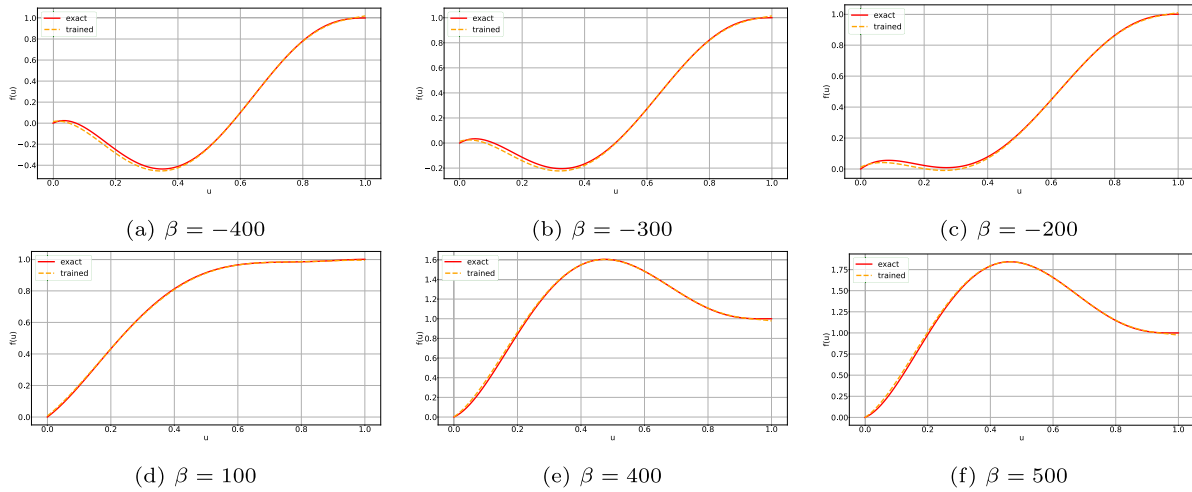 exact
trained
f(u)
1.0
0.8
0.6
0.4
0.2
0.0
−0.2
−0.4
0.0 0.2 0.4 0.6 0.8 1.0
u
(a) β = −400
exact
trained
f(u)
1.0
0.8
0.6
0.4
0.2
0.0
−0.2
0.0 0.2 0.4 0.6 0.8 1.0
u
(b) β = −300
exact
trained
f(u)
1.0
0.8
0.6
0.4
0.2
0.0
0.0 0.2 0.4 0.6 0.8 1.0
u
(c) β = −200
exact
trained
f(u)
1.0
0.8
0.6
0.4
0.2
0.0
0.0 0.2 0.4 0.6 0.8 1.0
u
(d) β = 100
exact
trained
f(u)
1.6
1.4
1.2
1.0
0.8
0.6
0.4
0.2
0.0
0.0 0.2 0.4 0.6 0.8 1.0
u
(e) β = 400
exact
trained
f(u)
1.75
1.50
1.25
1.00
0.75
0.50
0.25
0.00
0.0 0.2 0.4 0.6 0.8 1.0
u
(f) β = 500